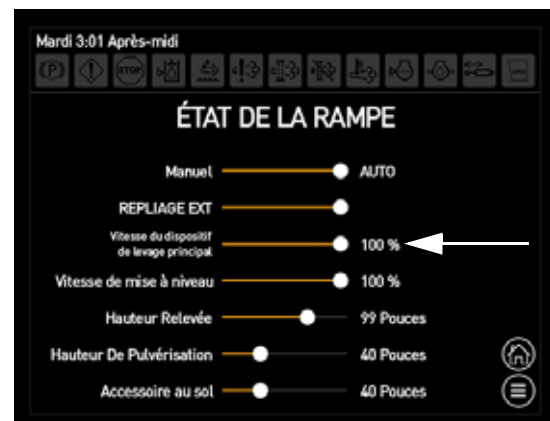 Mardi 3:01 Après-midi
(P) STOP
ÉTAT DE LA RAMPE
Manuel AUTO
REPLIAGE EXT
Vitesse du dispositif
de levage principal 100 %
Vitesse de mise à niveau 100 %
Hauteur Relevée 99 Pouces
Hauteur De Pulvérisation 40 Pouces
Accessoire au sol 40 Pouces